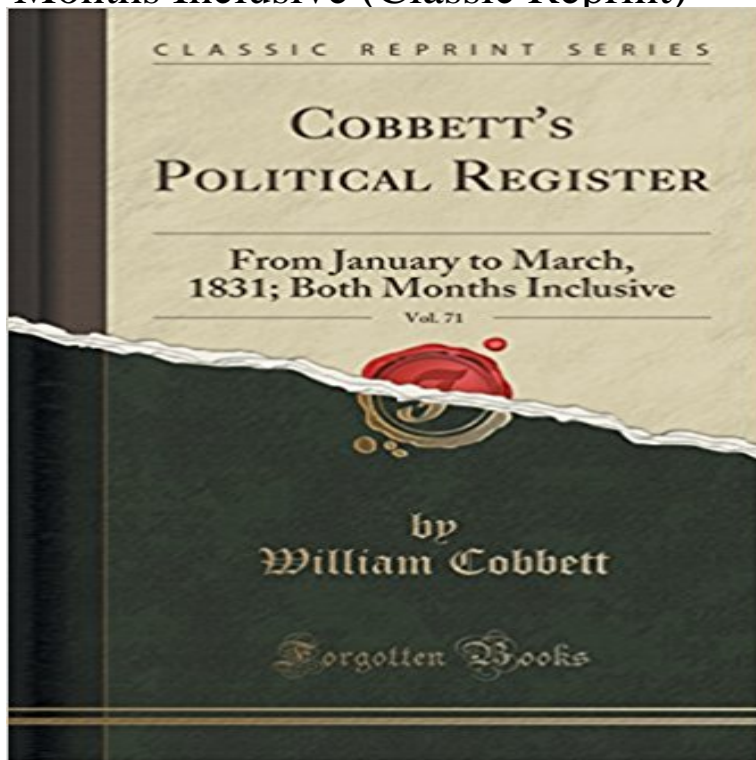 Months Inclusive (Classic Reprint)
CLASSIC REPRINT SERIES
COBBETT'S
POLITICAL REGISTER
From January to March,
1831; Both Months Inclusive
Vol. 71
by
William Cobbett
Forgotten Books